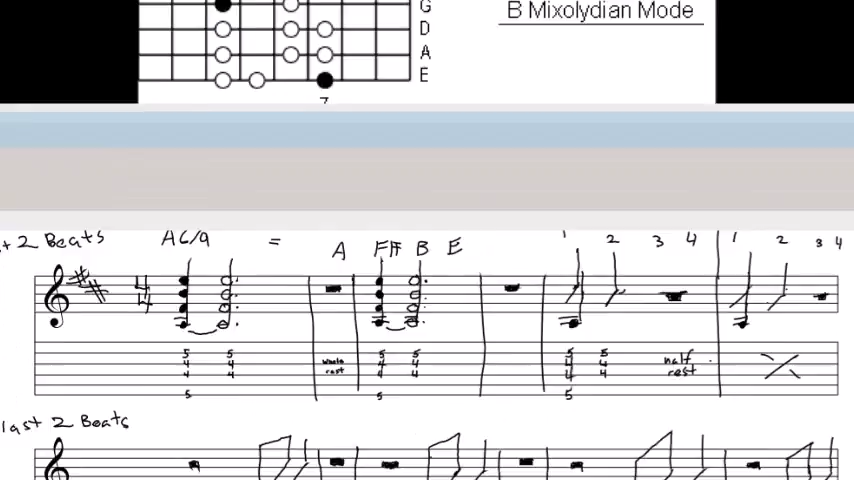 G
B Mixolydian Mode
D
A
E
7
2 Beats
A6/9 = A F# B E
1 2 3 4 1 2 3 4
4
4
5 5 whole 5 5 5 5 half
4 4 rest 4 4 4 4 rest
4 4 4 4 4 4
5 5 5
last 2 Beats